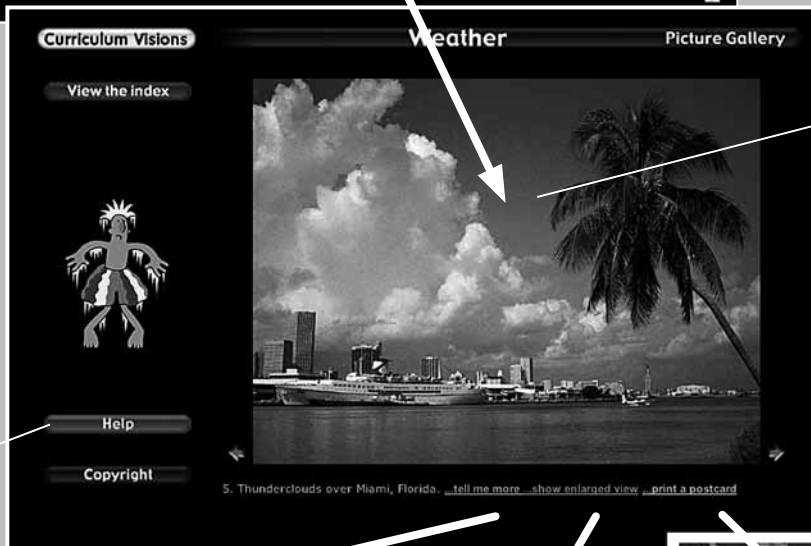 Curriculum Visions Weather Picture Gallery
View the index
Help
Copyright
5. Thunderclouds over Miami, Florida. ...tell me more ...show enlarged view ...print a postcard